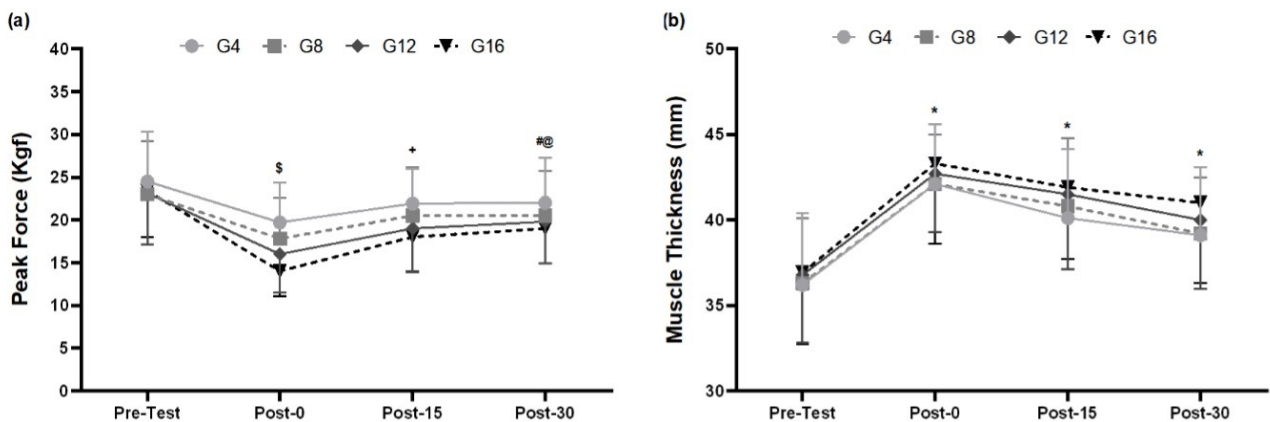 (a)
G4 G8 G12 G16
Peak Force (Kgf)
40
35
30
25
20
15
10
5
0
$
+
#@
Pre-Test Post-0 Post-15 Post-30
(b)
G4 G8 G12 G16
Muscle Thickness (mm)
50
45
40
35
30
*
*
*
Pre-Test Post-0 Post-15 Post-30